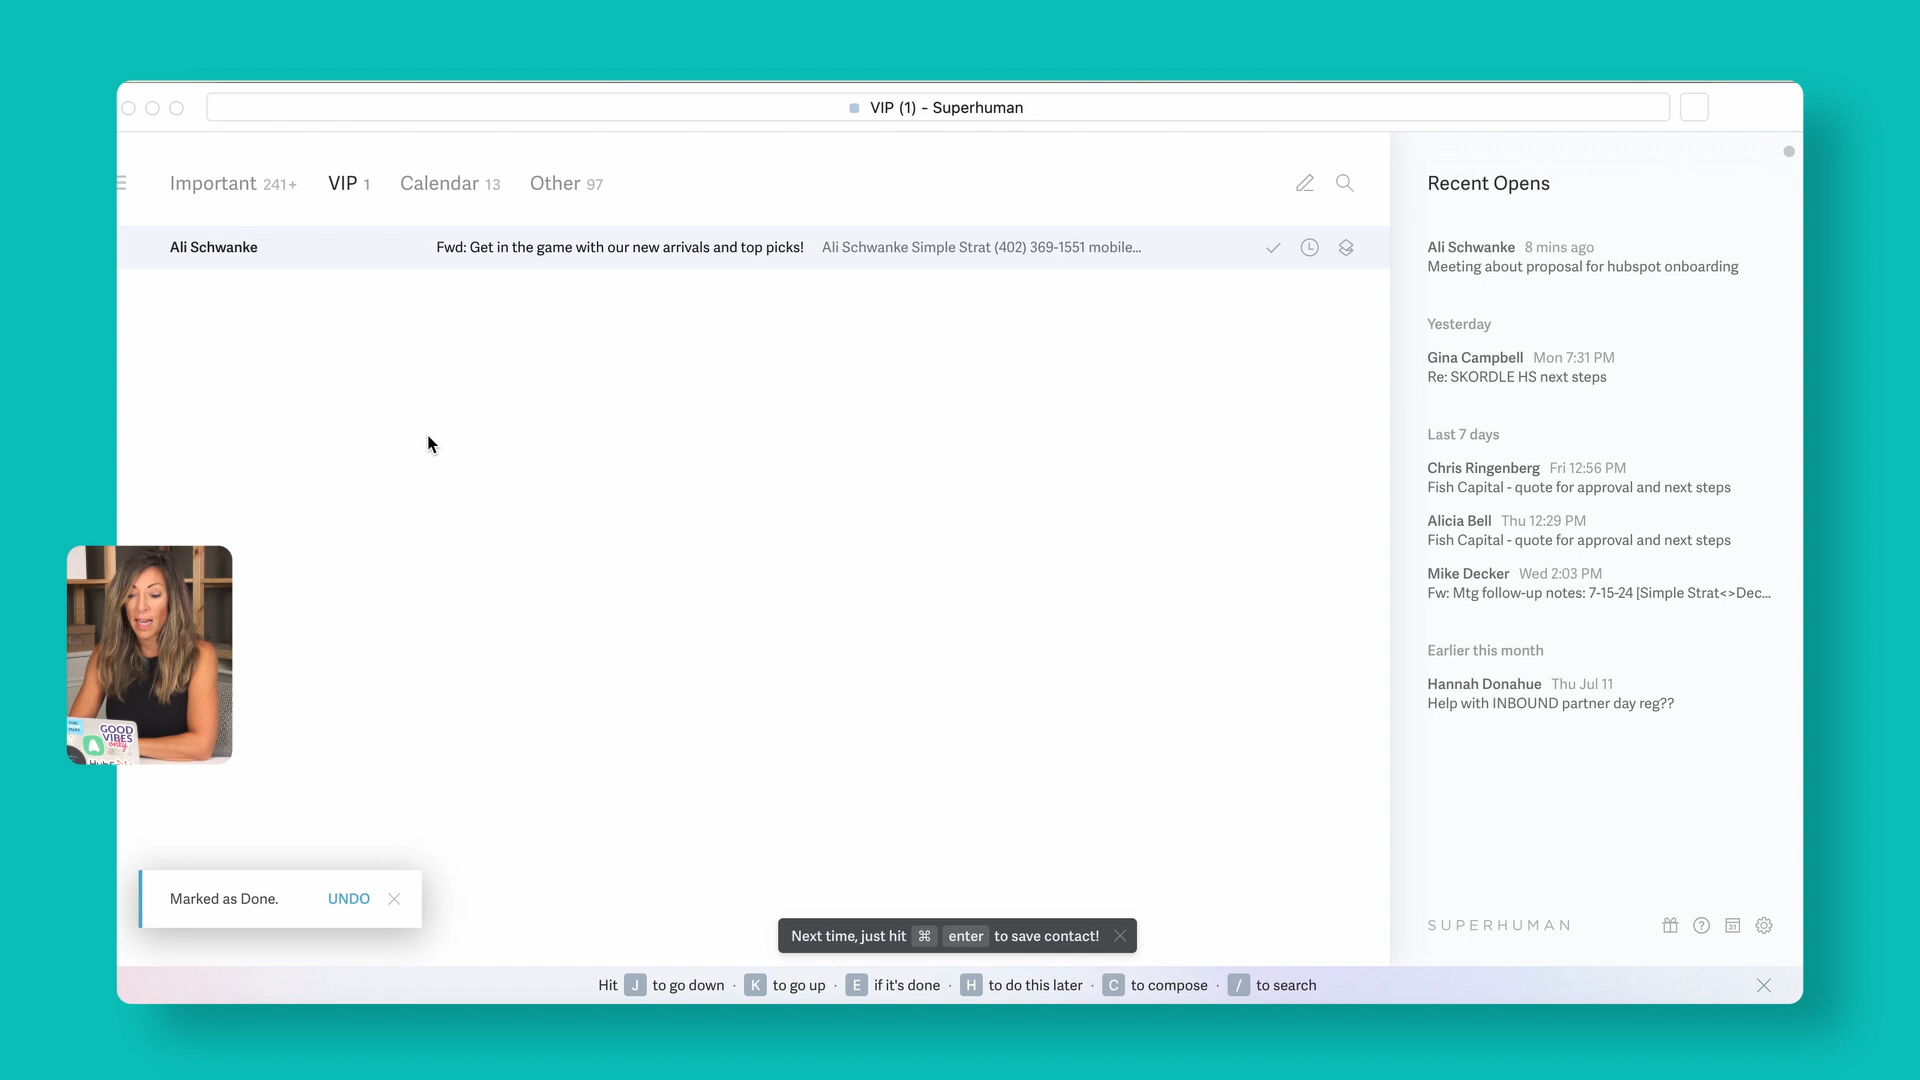 VIP (1) - Superhuman
Important 241+ VIP 1 Calendar 13 Other 97
Ali Schwanke Fwd: Get in the game with our new arrivals and top picks! Ali Schwanke Simple Strat (402) 369-1551 mobile...
Recent Opens
Ali Schwanke 8 mins ago
Meeting about proposal for hubspot onboarding
Yesterday
Gina Campbell Mon 7:31 PM
Re: SKORDLE HS next steps
Last 7 days
Chris Ringenberg Fri 12:56 PM
Fish Capital - quote for approval and next steps
Alicia Bell Thu 12:29 PM
Fish Capital - quote for approval and next steps
Mike Decker Wed 2:03 PM
Fw: Mtg follow-up notes: 7-15-24 [Simple Strat<>Dec...
Earlier this month
Hannah Donahue Thu Jul 11
Help with INBOUND partner day reg??
GOOD
VIBES
only
Marked as Done. UNDO
SUPERHUMAN
31
Next time, just hit ⌘ enter to save contact!
Hit J to go down · K to go up · E if it's done · H to do this later · C to compose · / to search